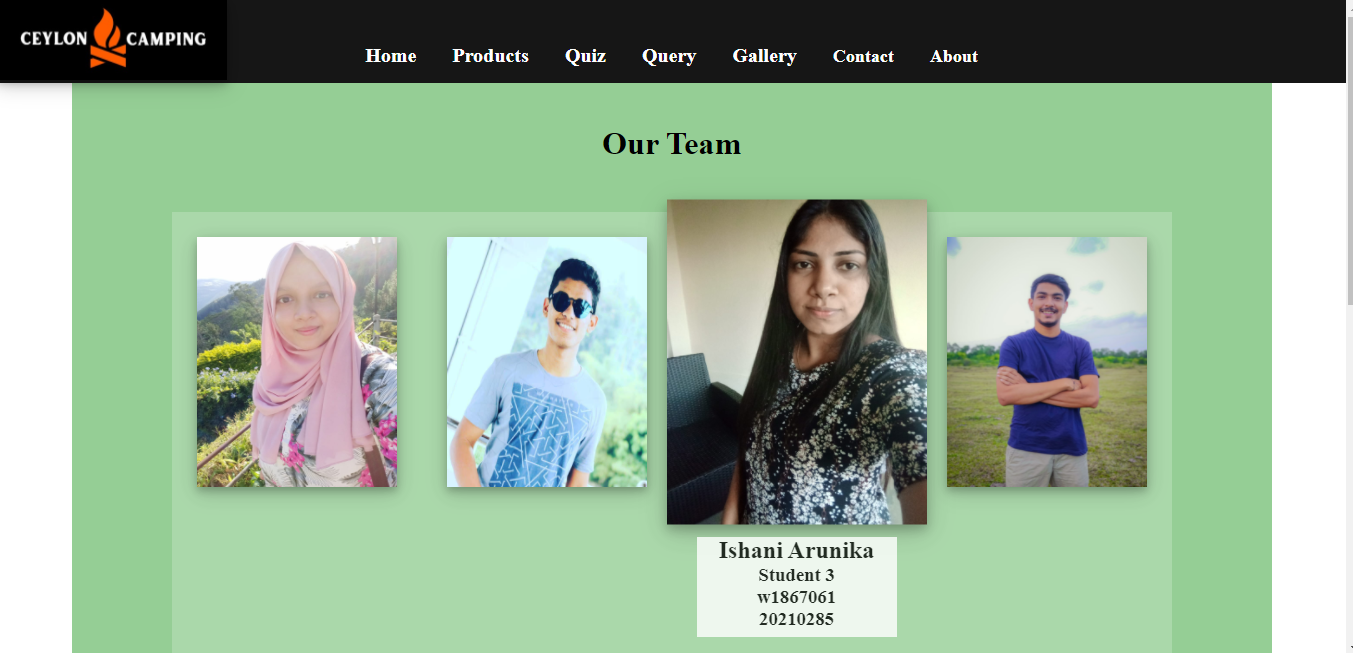 CEYLON CAMPING
Home Products Quiz Query Gallery Contact About
Our Team
Ishani Arunika
Student 3
w1867061
20210285